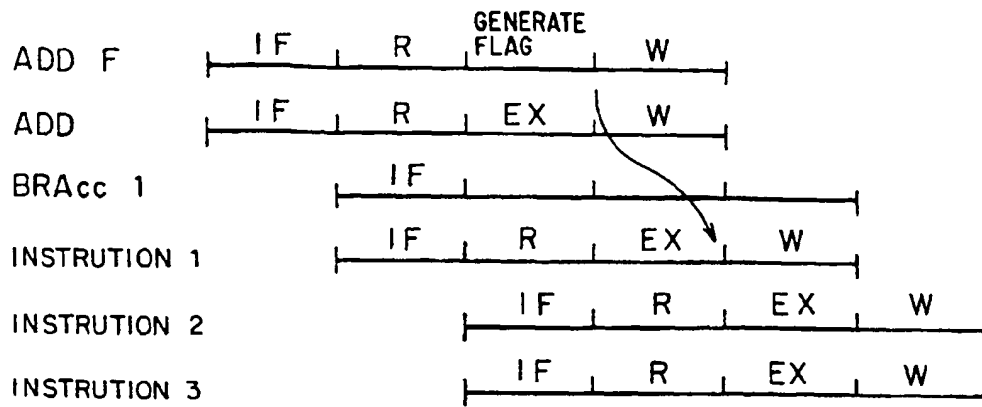 ADD F IF R GENERATE FLAG W
ADD IF R EX W
BRAcc 1 IF
INSTRUTION 1 IF R EX W
INSTRUTION 2 IF R EX W
INSTRUTION 3 IF R EX W